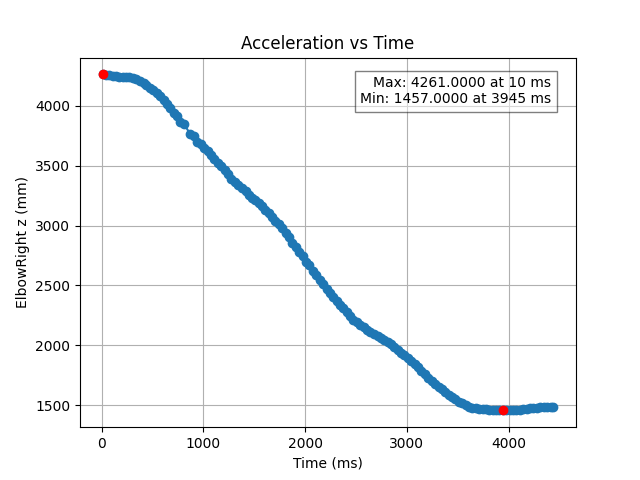 Acceleration vs Time
Max: 4261.0000 at 10 ms
Min: 1457.0000 at 3945 ms
ElbowRight z (mm)
4000
3500
3000
2500
2000
1500
0 1000 2000 3000 4000
Time (ms)